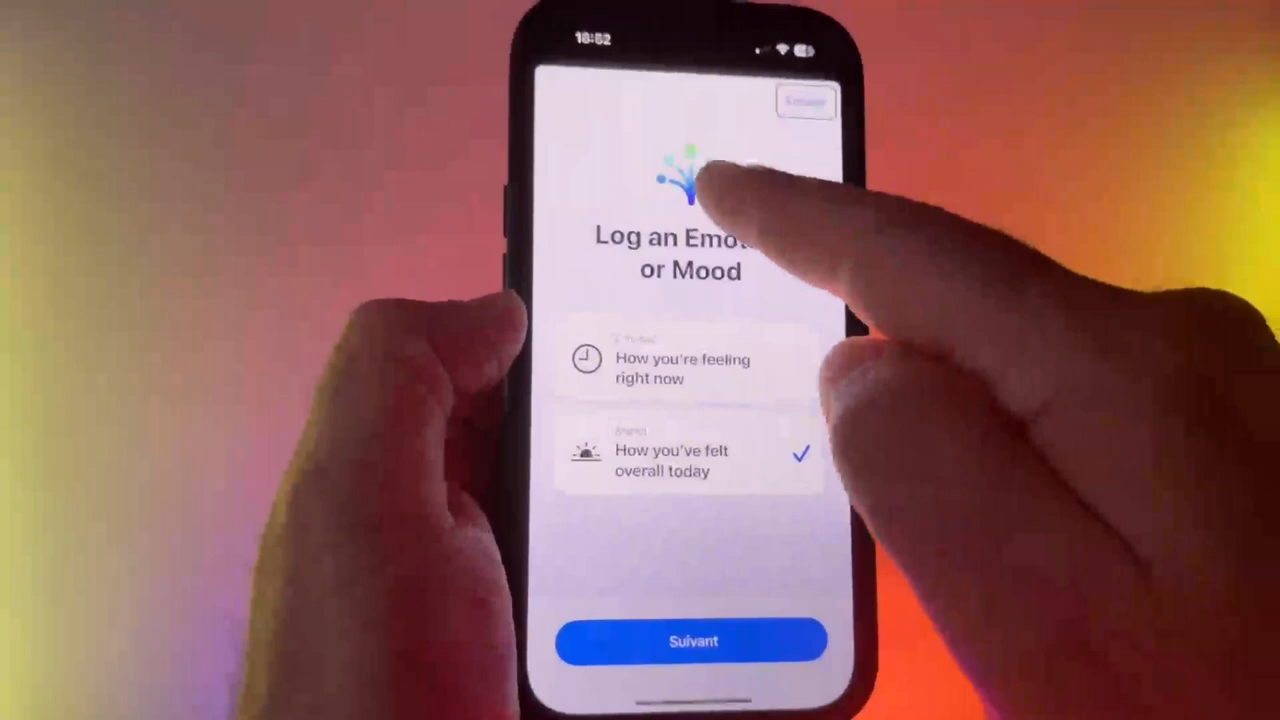 Log an Emot
or Mood
How you're feeling
right now
How you've felt
overall today
Suivant